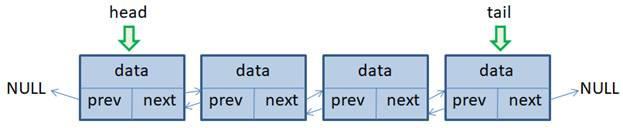 head tail
data data data data
NULL prev next prev next prev next prev next NULL